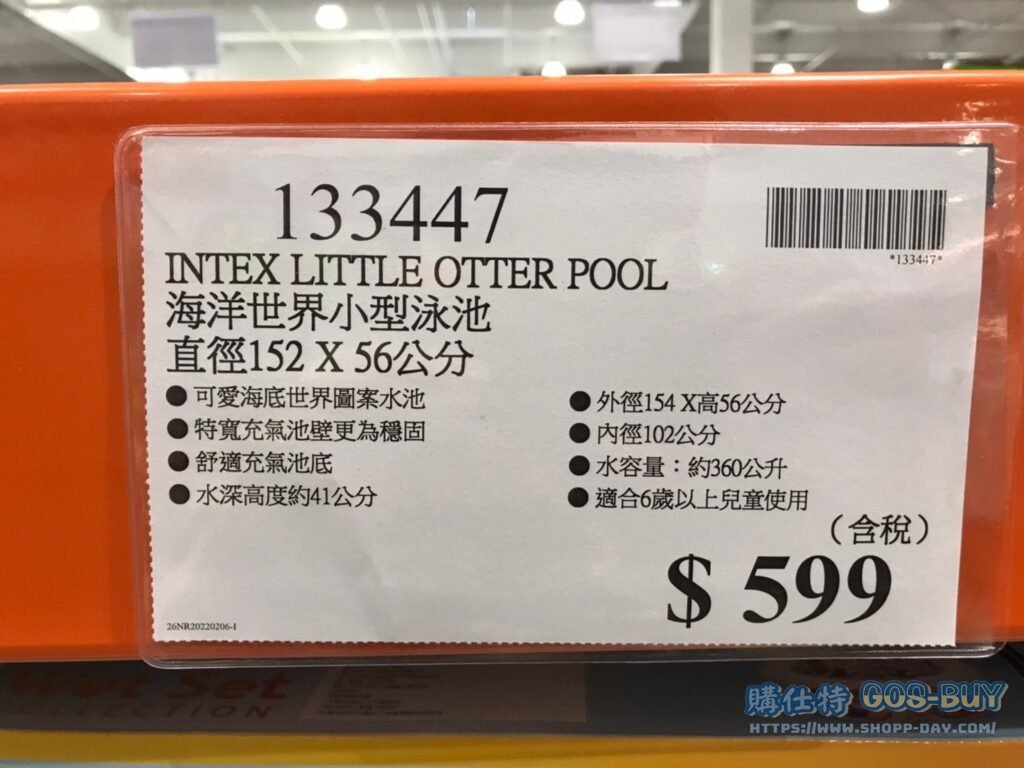 133447
*133447*
INTEX LITTLE OTTER POOL
海洋世界小型泳池
直徑152 X 56公分
● 可愛海底世界圖案水池
● 特寬充氣池壁更為穩固
● 舒適充氣池底
● 水深高度約41公分
● 外徑154 X高56公分
● 內徑102公分
● 水容量：約360公升
● 適合6歲以上兒童使用
（含稅）
$ 599
26NR20220206-1
Wet Set
COLLECTION
購仕特 GOS-BUY
HTTPS://WWW.SHOPP-DAY.COM/